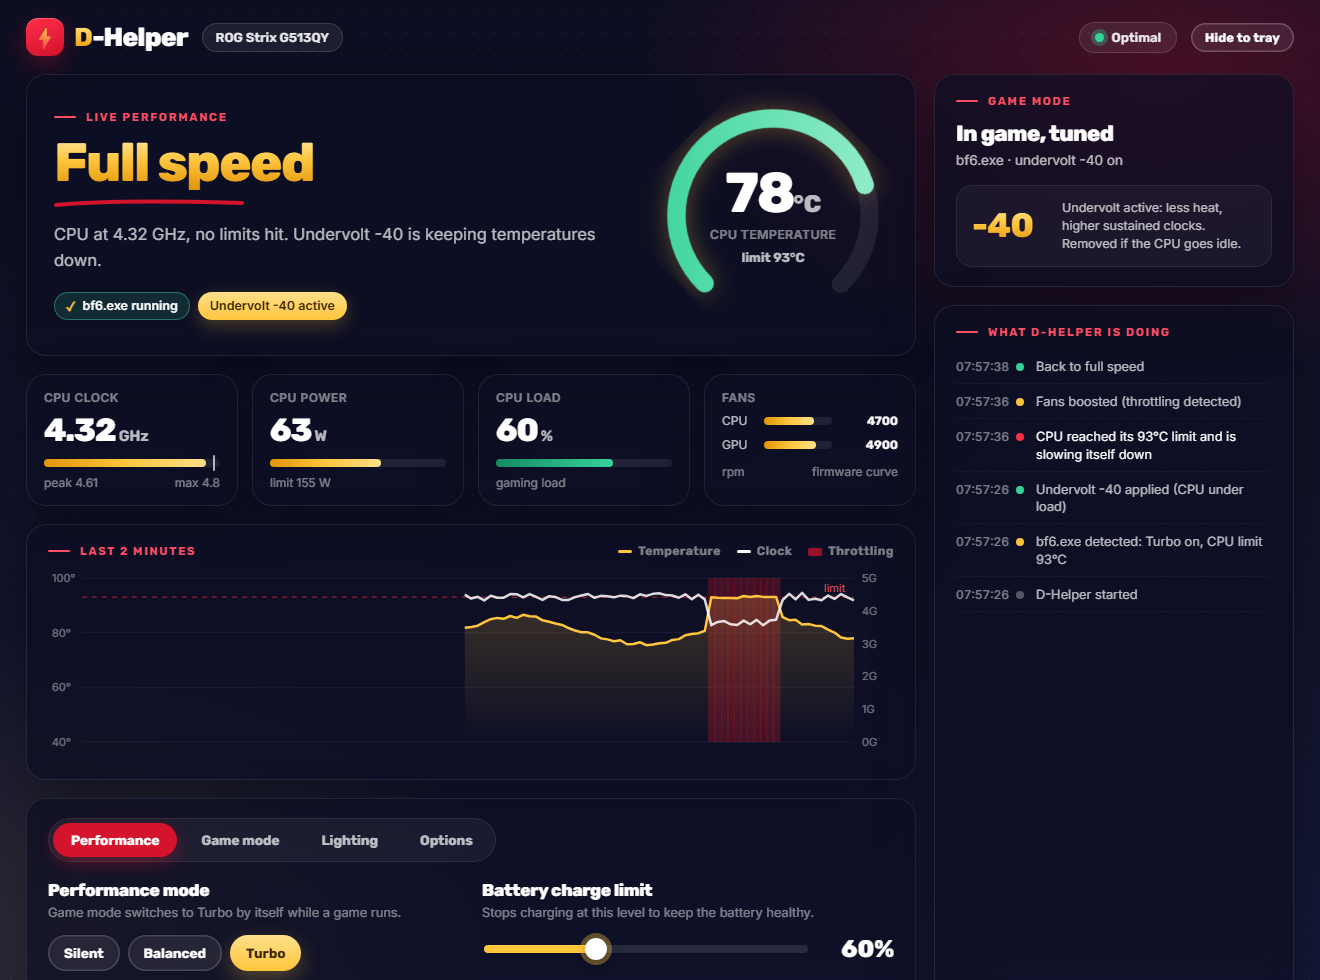 D-Helper
ROG Strix G513QY
Optimal
Hide to tray
LIVE PERFORMANCE
Full speed
CPU at 4.32 GHz, no limits hit. Undervolt -40 is keeping temperatures
down.
✓ bf6.exe running
Undervolt -40 active
78°C
CPU TEMPERATURE
limit 93°C
GAME MODE
In game, tuned
bf6.exe · undervolt -40 on
-40
Undervolt active: less heat,
higher sustained clocks.
Removed if the CPU goes idle.
CPU CLOCK
4.32 GHz
peak 4.61
max 4.8
CPU POWER
63 W
limit 155 W
CPU LOAD
60 %
gaming load
FANS
CPU 4700
GPU 4900
rpm
firmware curve
WHAT D-HELPER IS DOING
07:57:38 Back to full speed
07:57:36 Fans boosted (throttling detected)
07:57:36 CPU reached its 93°C limit and is
slowing itself down
07:57:26 Undervolt -40 applied (CPU under
load)
07:57:26 bf6.exe detected: Turbo on, CPU limit
93°C
07:57:26 D-Helper started
LAST 2 MINUTES
Temperature
Clock
Throttling
100°
80°
60°
40°
limit
5G
4G
3G
2G
1G
0G
Performance
Game mode
Lighting
Options
Performance mode
Game mode switches to Turbo by itself while a game runs.
Silent
Balanced
Turbo
Battery charge limit
Stops charging at this level to keep the battery healthy.
60%